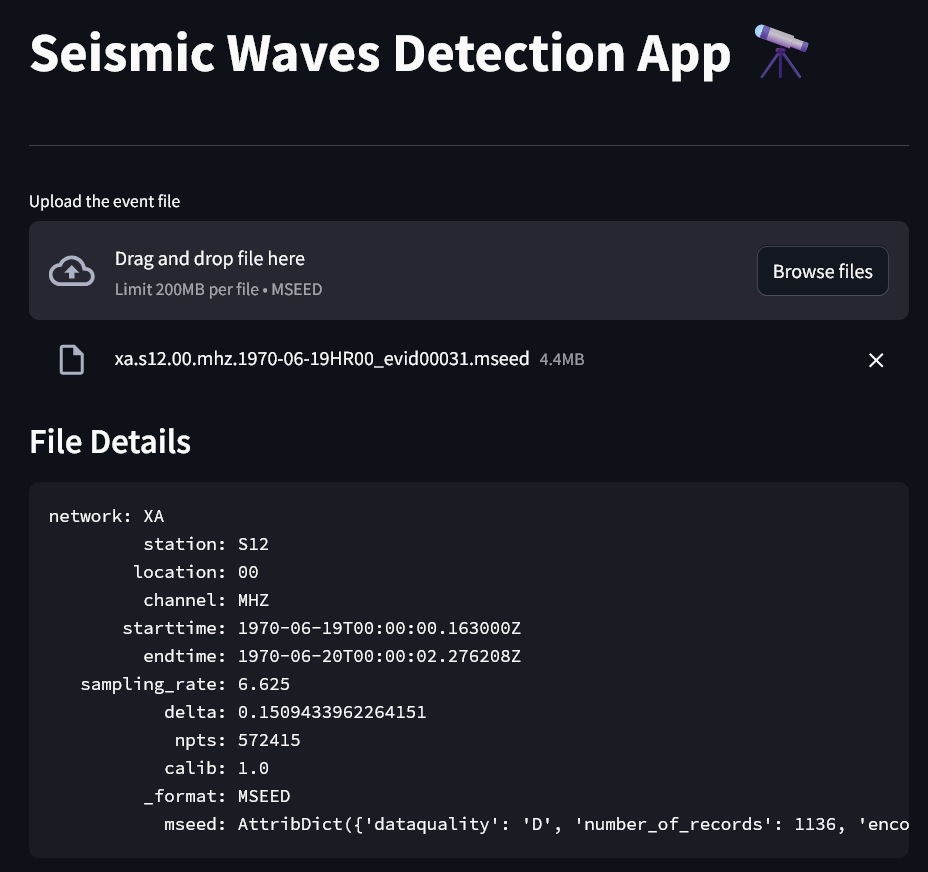 Seismic Waves Detection App
Upload the event file
Drag and drop file here
Limit 200MB per file • MSEED
Browse files
xa.s12.00.mhz.1970-06-19HR00_evid00031.mseed 4.4MB
File Details
network: XA
station: S12
location: 00
channel: MHZ
starttime: 1970-06-19T00:00:00.163000Z
endtime: 1970-06-20T00:00:02.276208Z
sampling_rate: 6.625
delta: 0.1509433962264151
npts: 572415
calib: 1.0
_format: MSEED
mseed: AttribDict({'dataquality': 'D', 'number_of_records': 1136, 'enco